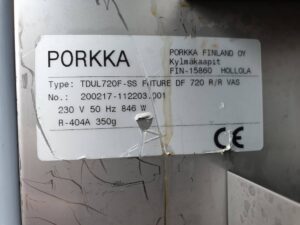 PORKKA
PORKKA FINLAND OY
Kylmäkaapit
FIN-15860 HOLLOLA
Type: TDUL720F-SS FUTURE DF 720 R/R VAS
No.: 200217-112203.001
230 V 50 Hz 846 W
R-404A 350g